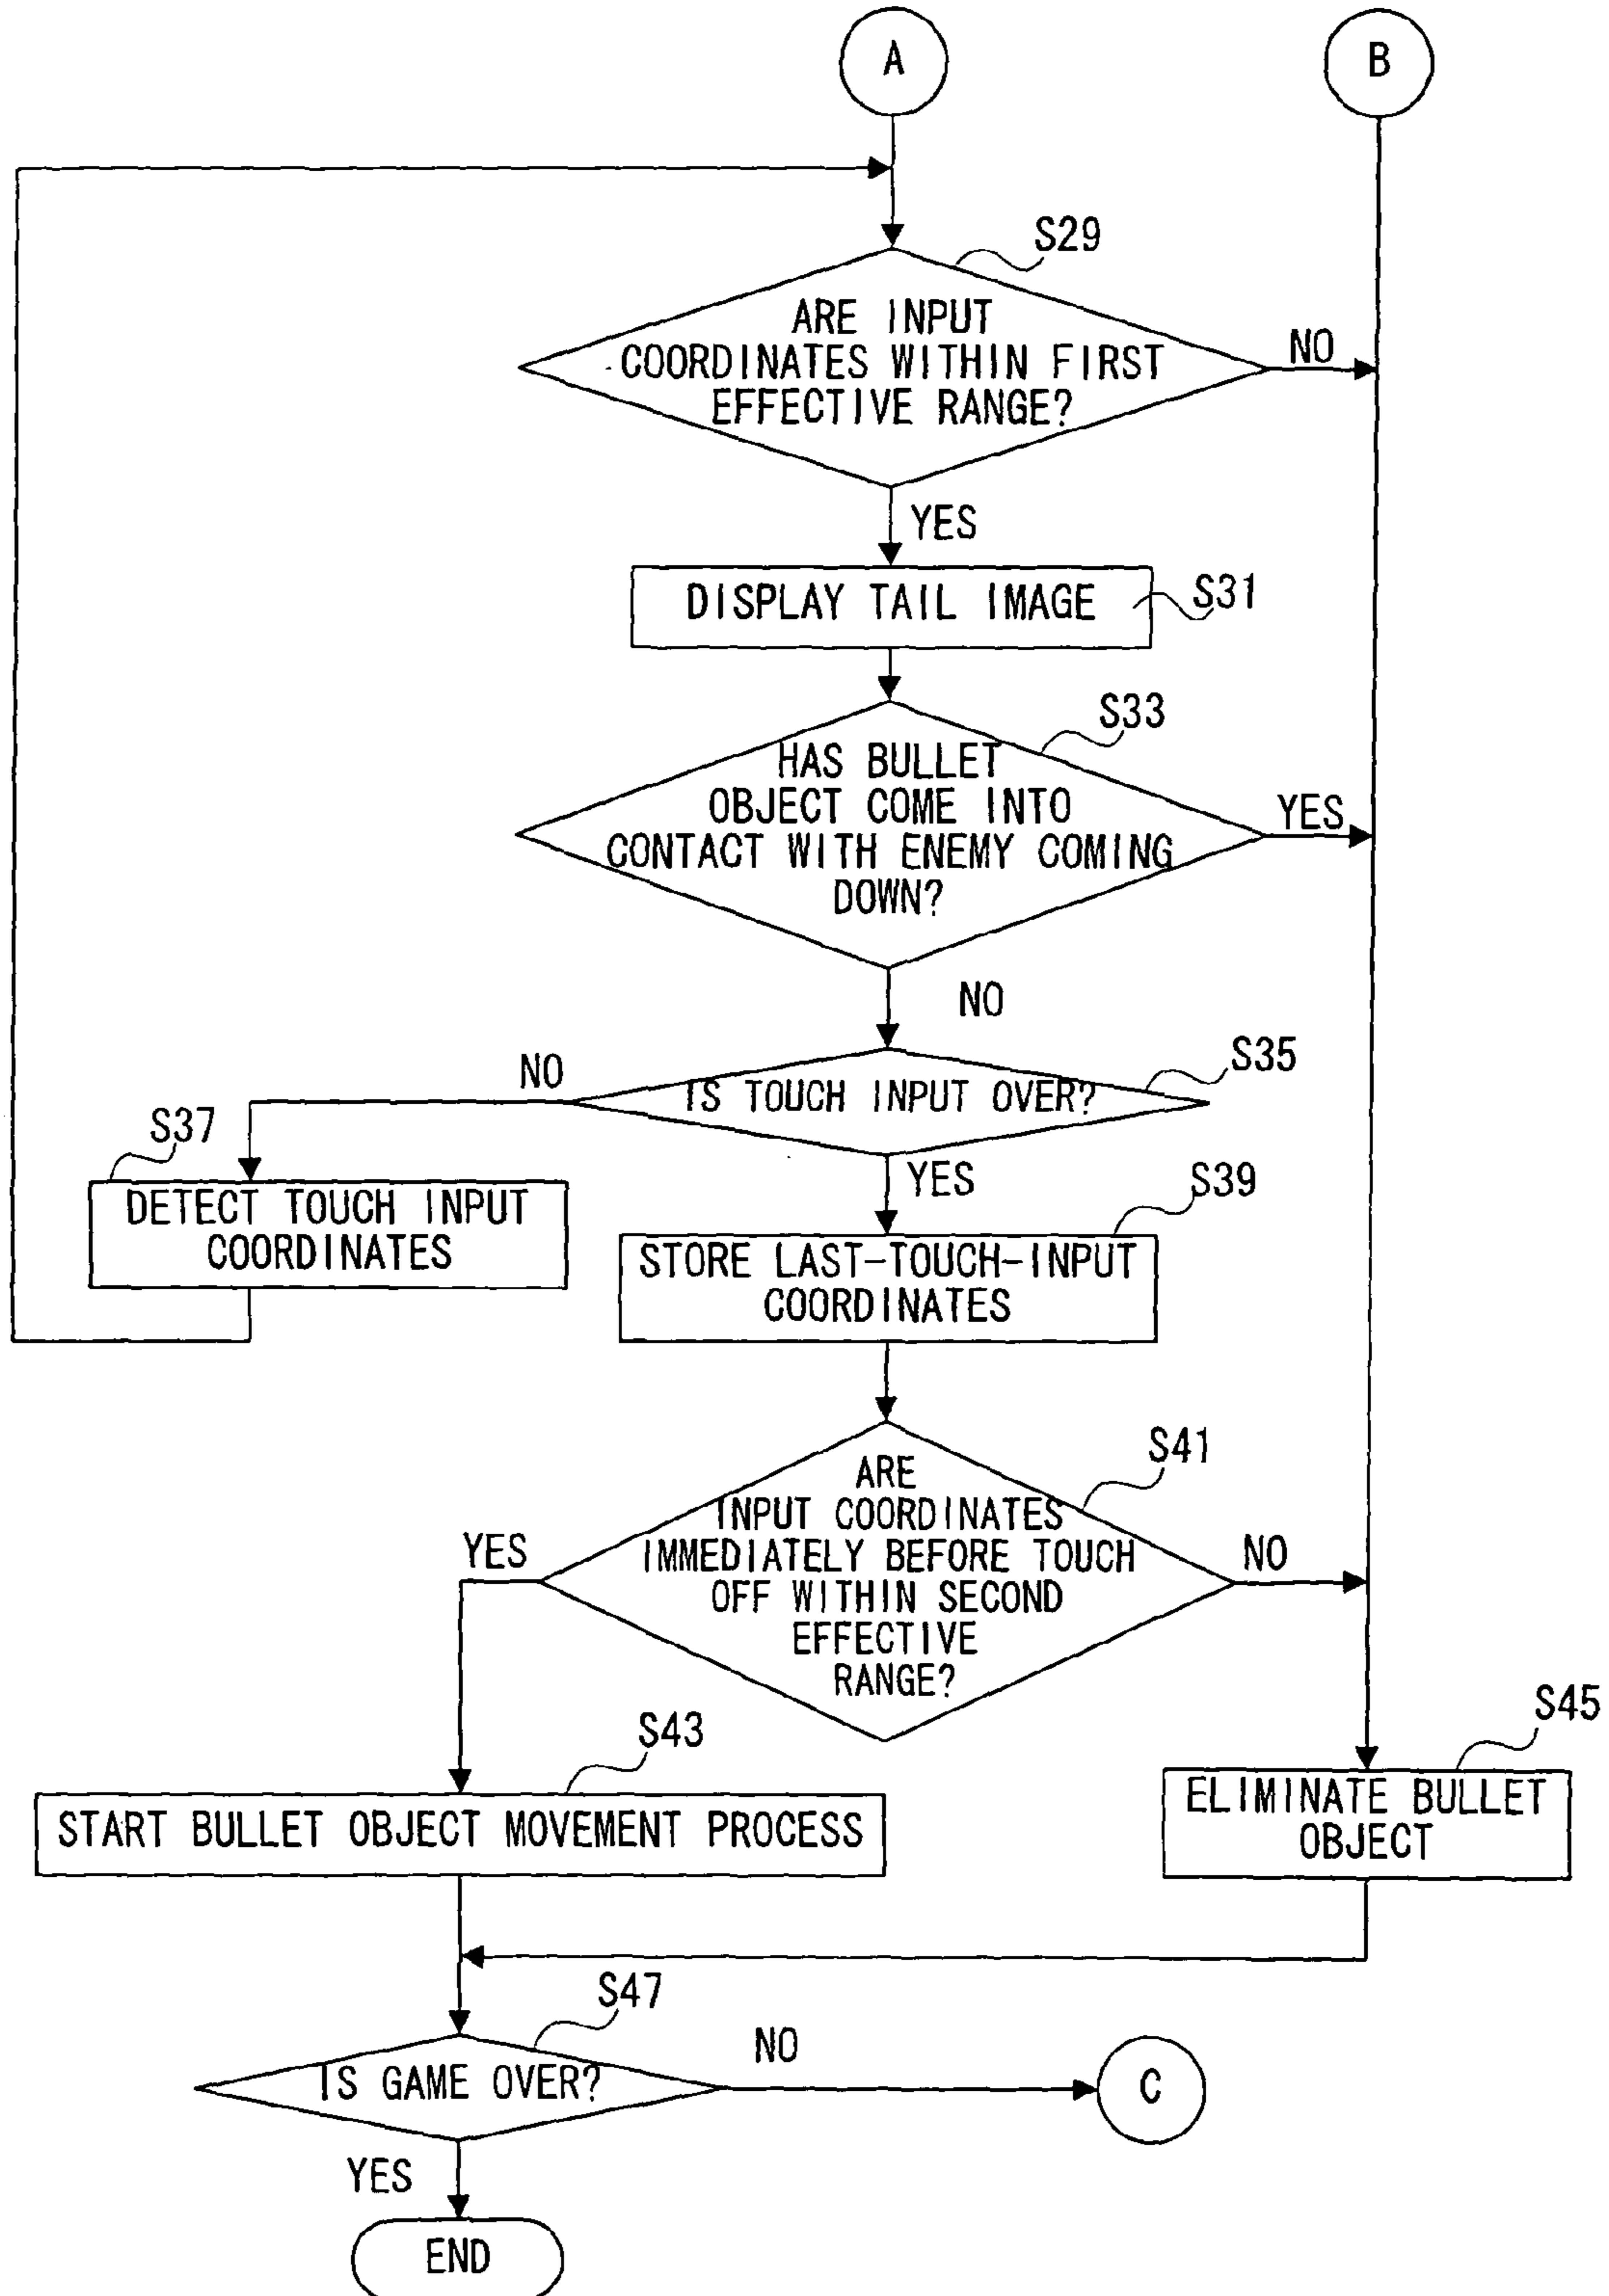 A
B
S29
ARE INPUT
COORDINATES WITHIN FIRST
EFFECTIVE RANGE?
NO
YES
DISPLAY TAIL IMAGE
S31
S33
HAS BULLET
OBJECT COME INTO
CONTACT WITH ENEMY COMING
DOWN?
YES
NO
S35
NO
IS TOUCH INPUT OVER?
S37
YES
S39
DETECT TOUCH INPUT
COORDINATES
STORE LAST-TOUCH-INPUT
COORDINATES
S41
ARE
INPUT COORDINATES
IMMEDIATELY BEFORE TOUCH
OFF WITHIN SECOND
EFFECTIVE
RANGE?
YES
NO
S43
S45
START BULLET OBJECT MOVEMENT PROCESS
ELIMINATE BULLET
OBJECT
S47
IS GAME OVER?
NO
C
YES
END